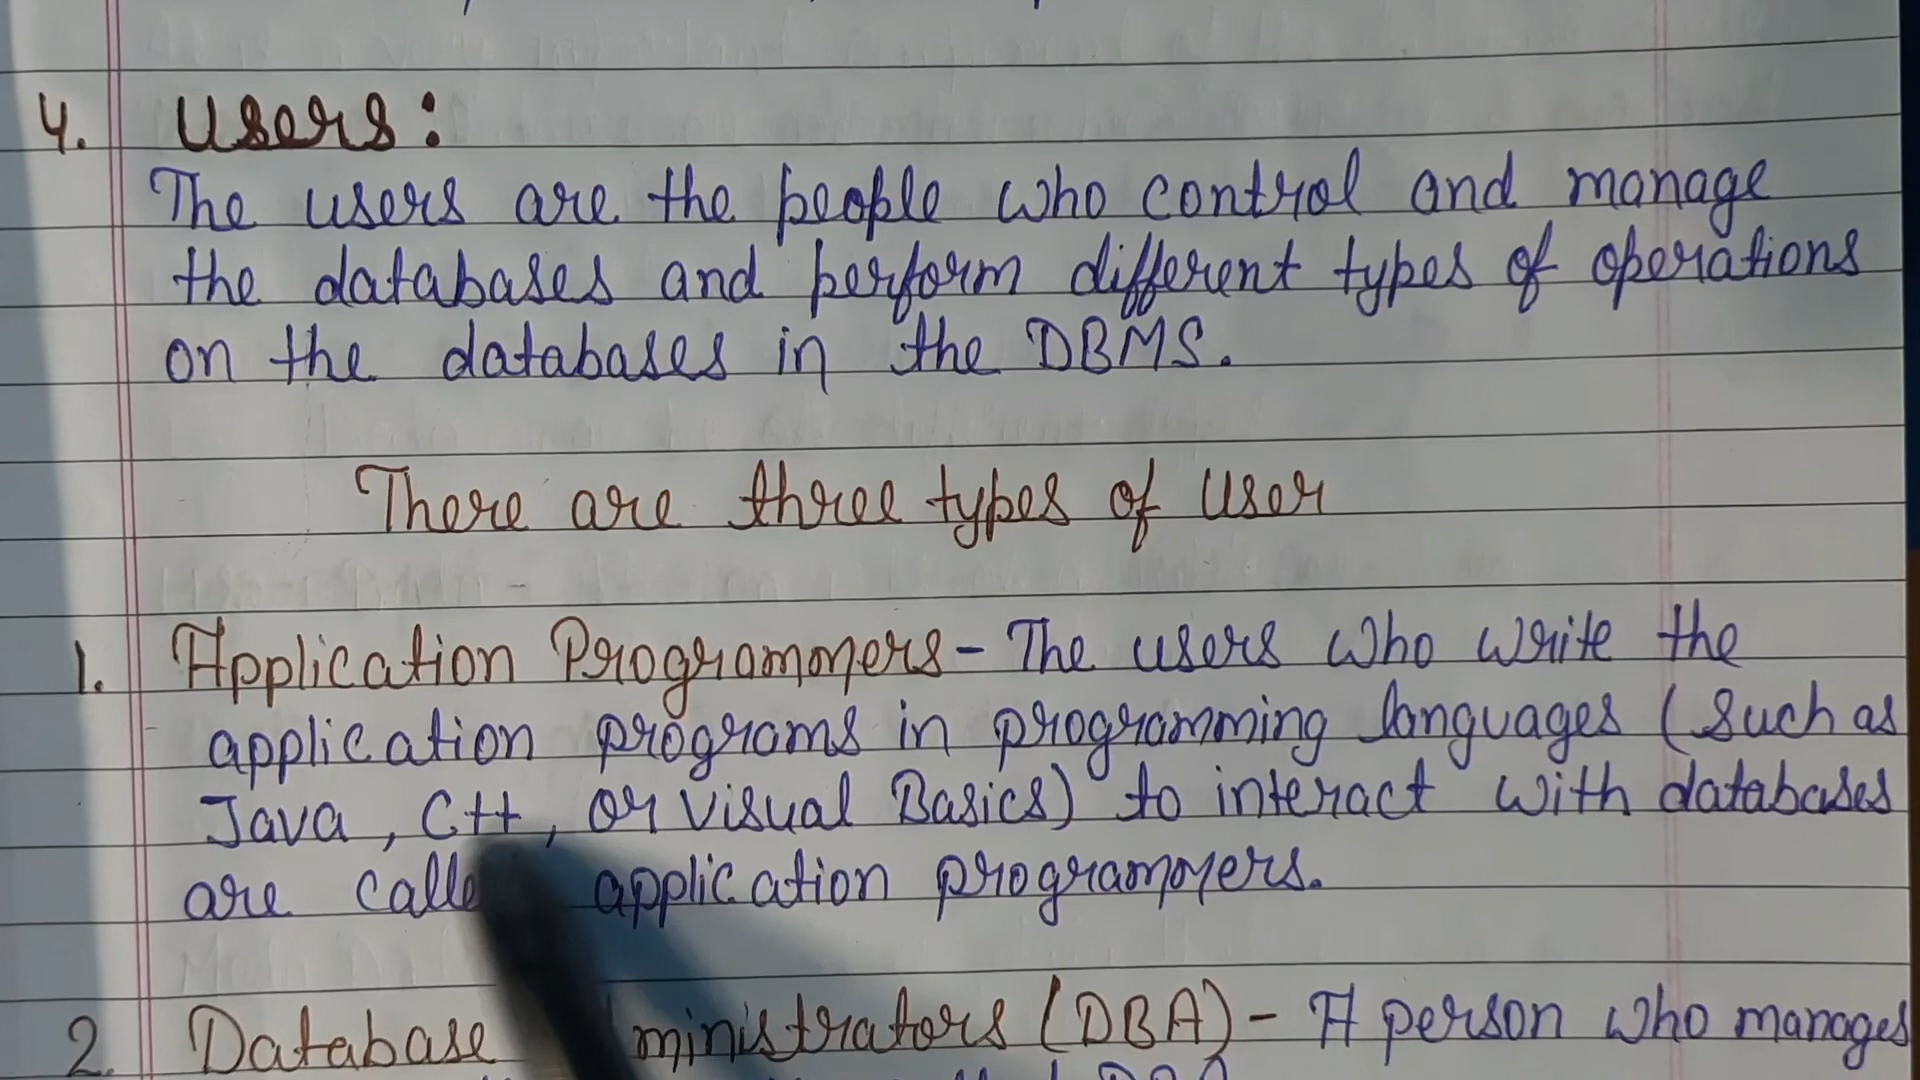 4. Users:
The users are the people who control and manage
the databases and perform different types of operations
on the databases in the DBMS.
There are three types of user
1. Application Programmers - The users who write the
application programs in programming languages (such as
Java, C++, or visual Basics) to interact with databases
are application programmers.
2. Database (DBA) - A person who manages